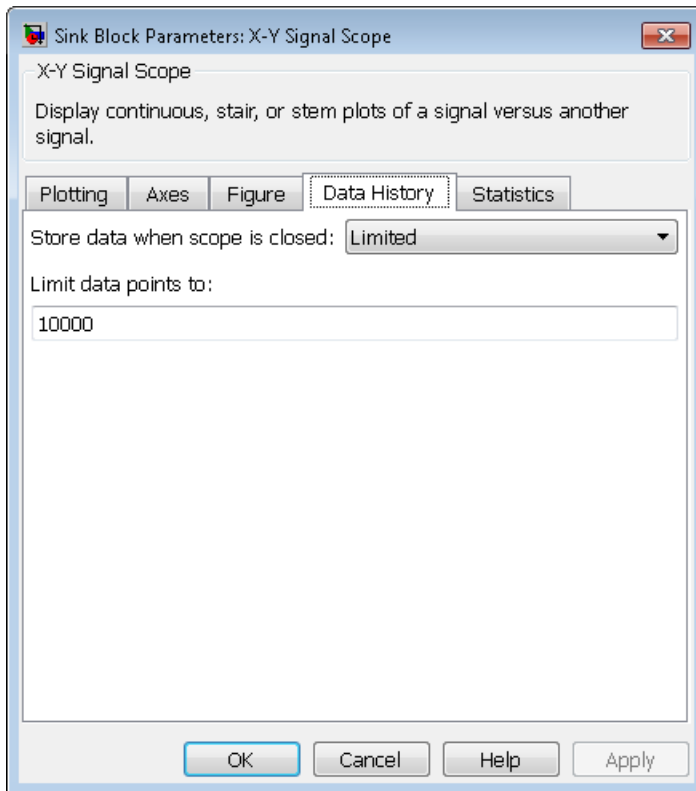 Sink Block Parameters: X-Y Signal Scope
X-Y Signal Scope
Display continuous, stair, or stem plots of a signal versus another
signal.
Plotting Axes Figure Data History Statistics
Store data when scope is closed: Limited
Limit data points to:
10000
OK Cancel Help Apply